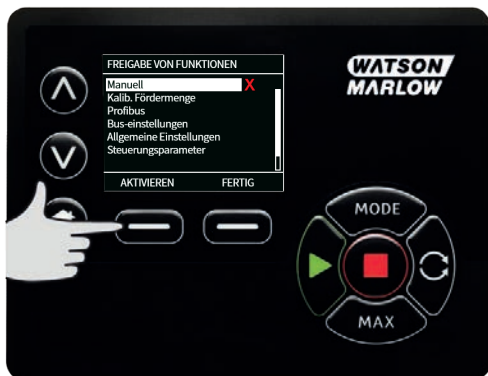 FREIGABE VON FUNKTIONEN
Manuell X
Kalib. Fördermenge
Profibus
Bus-einstellungen
Allgemeine Einstellungen
Steuerungsparameter
AKTIVIEREN FERTIG
WATSON
MARLOW
MODE
MAX